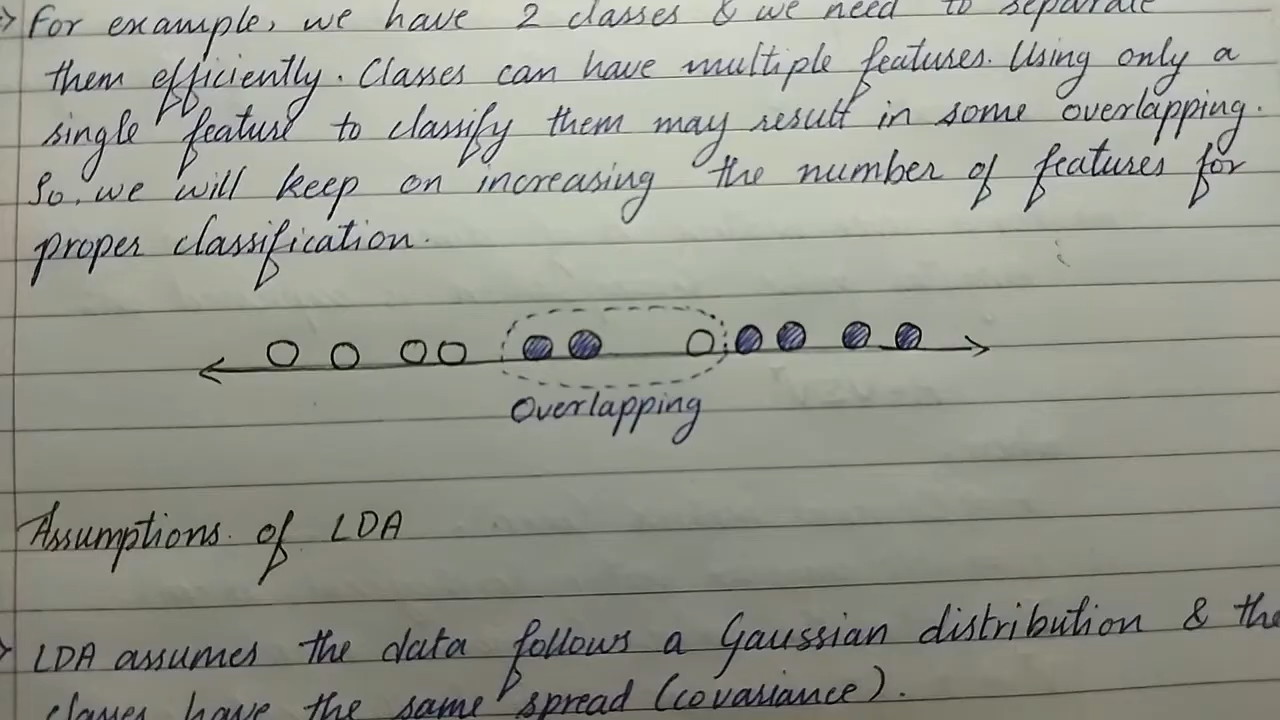 For example, we have 2 classes & we need to separate
them efficiently. Classes can have multiple features. Using only a
single feature to classify them may result in some overlapping.
So, we will keep on increasing the number of features for
proper classification.
Overlapping
Assumptions of LDA
LDA assumes the data follows a Gaussian distribution & the
classes have the same spread (covariance).